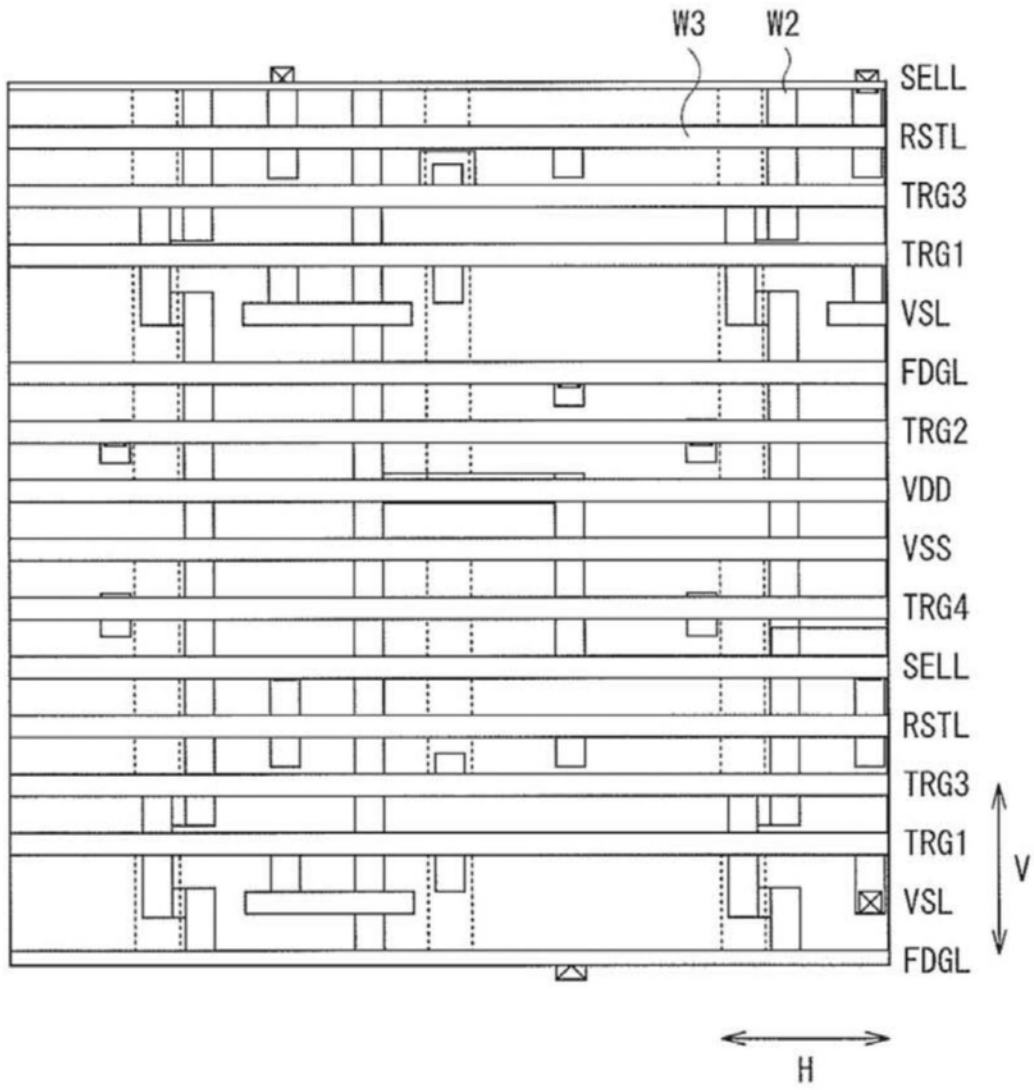 W3
W2
SELL
RSTL
TRG3
TRG1
VSL
FDGL
TRG2
VDD
VSS
TRG4
SELL
RSTL
TRG3
TRG1
VSL
FDGL
V
H